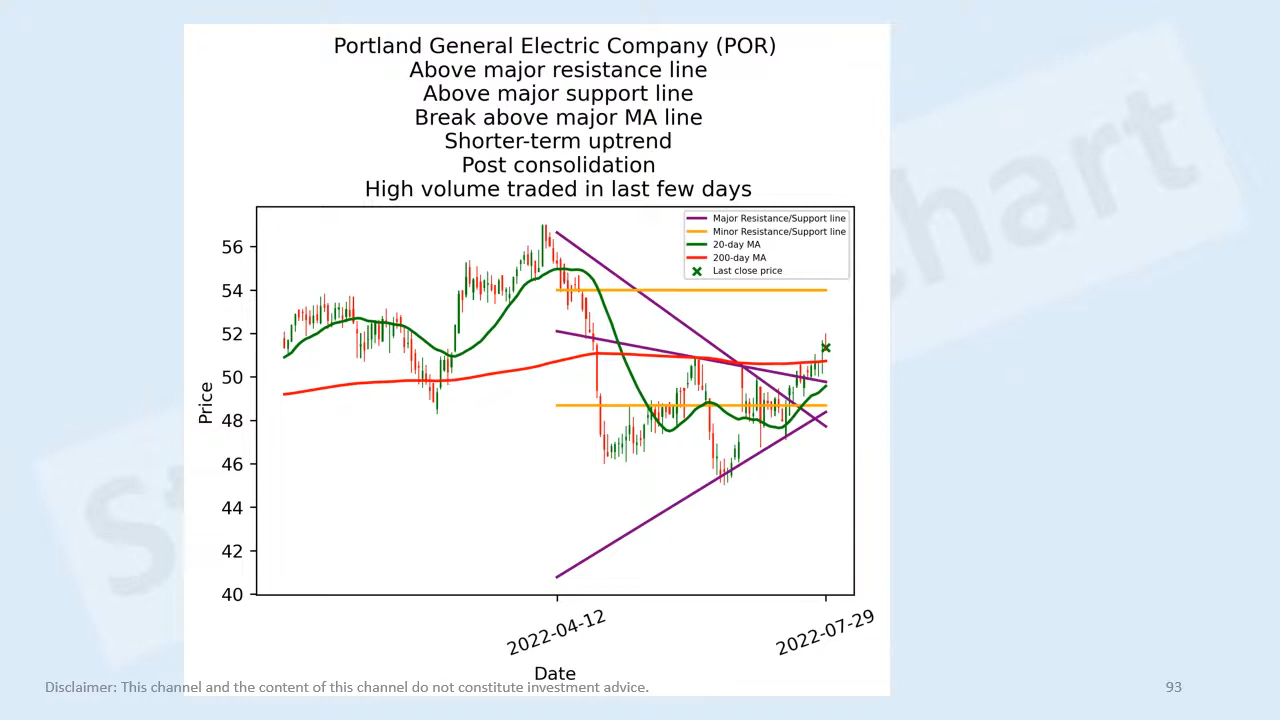 Portland General Electric Company (POR)
Above major resistance line
Above major support line
Break above major MA line
Shorter-term uptrend
Post consolidation
High volume traded in last few days
Major Resistance/Support line
Minor Resistance/Support line
20-day MA
200-day MA
Last close price
Price
56
54
52
50
48
46
44
42
40
2022-04-12
2022-07-29
Date
Disclaimer: This channel and the content of this channel do not constitute investment advice.
93